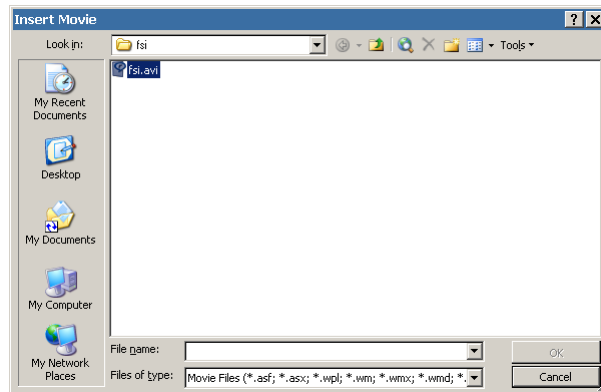 Insert Movie
Look in:
fsi
Tools
fsi.avi
My Recent
Documents
Desktop
My Documents
My Computer
My Network
Places
File name:
OK
Files of type:
Movie Files (*.asf; *.asx; *.wpl; *.wm; *.wmx; *.wmd; *.
Cancel